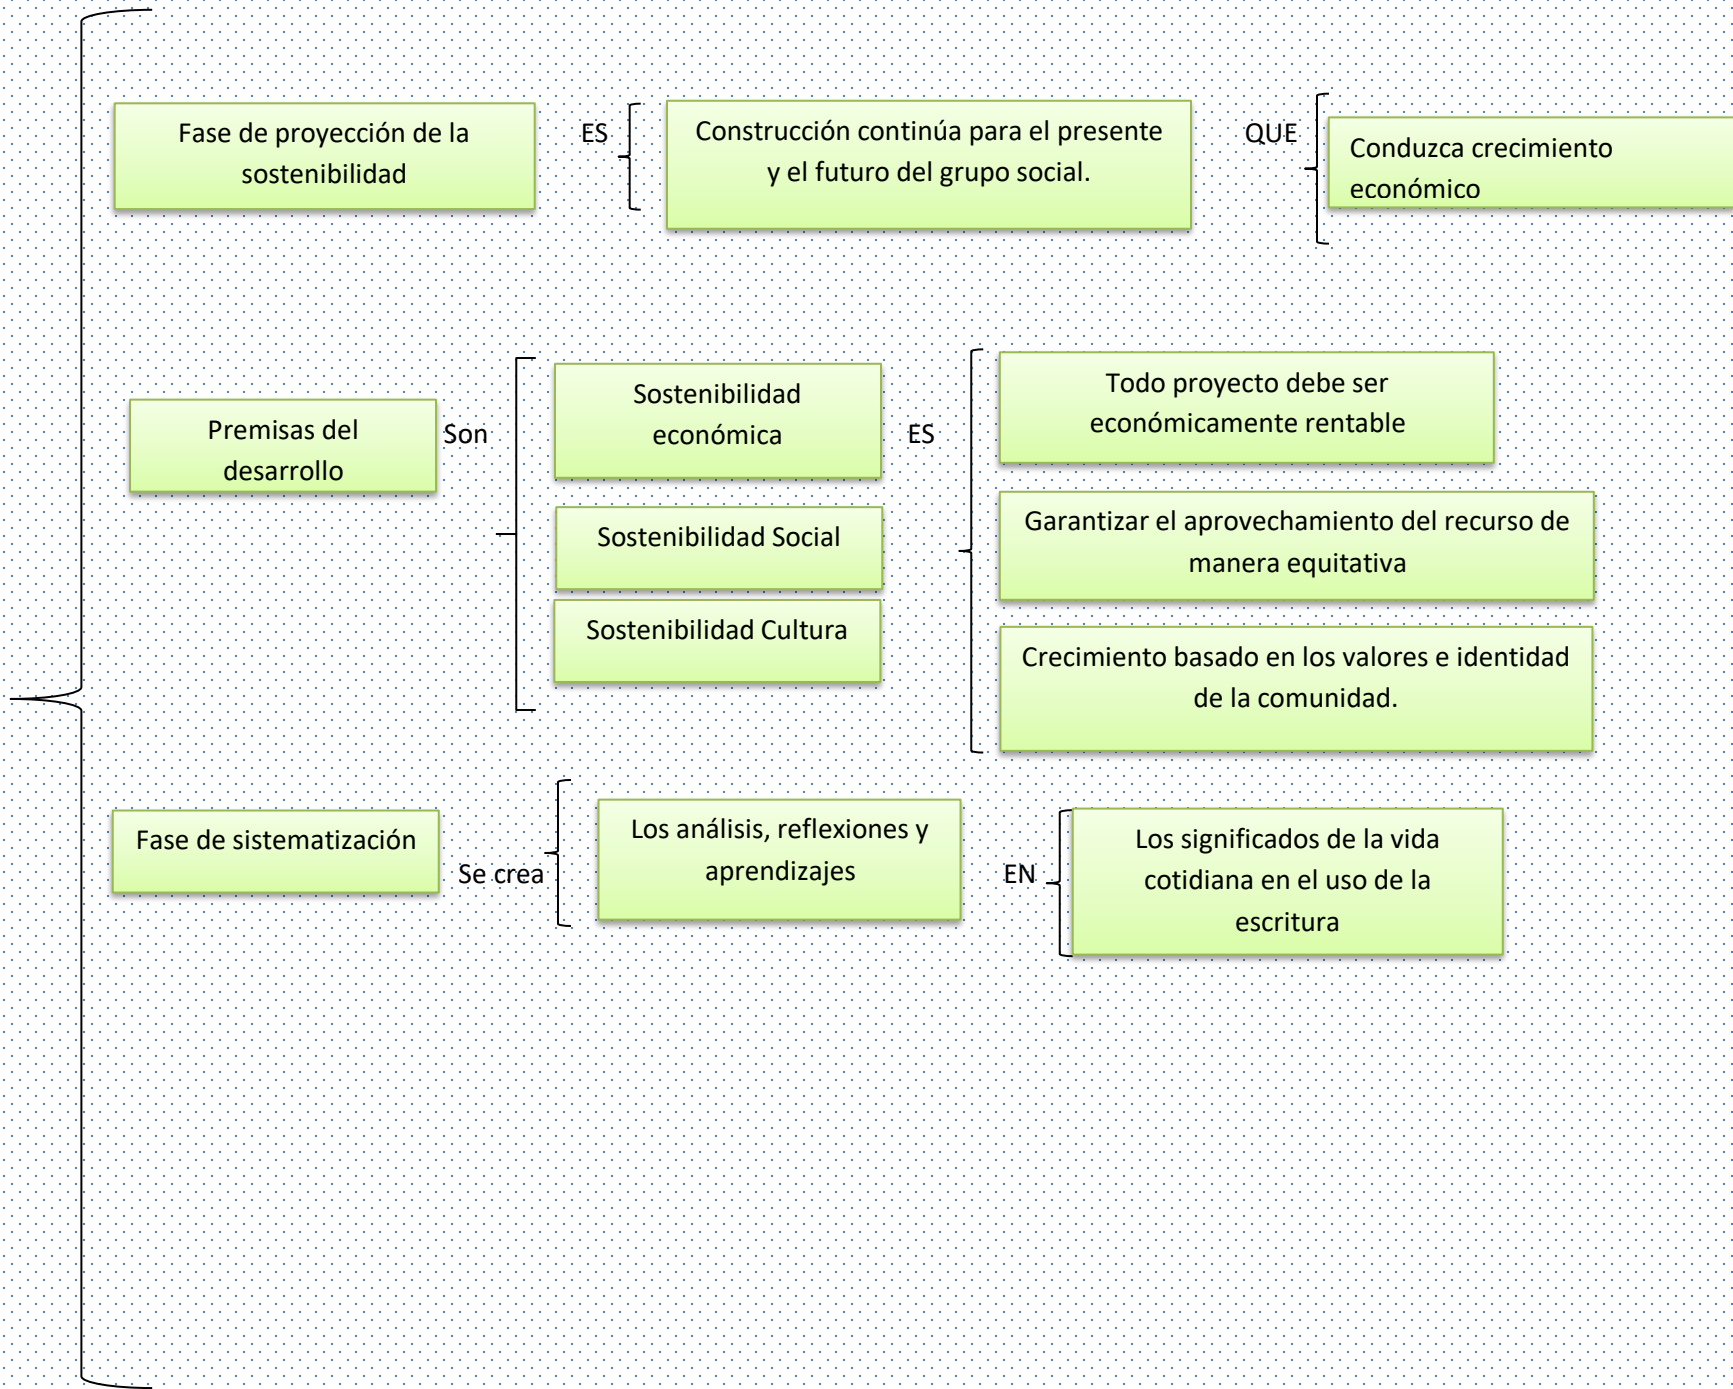 Fase de proyección de la
sostenibilidad
ES
Construcción continúa para el presente
y el futuro del grupo social.
QUE
Conduzca crecimiento
económico
Premisas del
desarrollo
Son
Sostenibilidad
económica
Sostenibilidad Social
Sostenibilidad Cultura
ES
Todo proyecto debe ser
económicamente rentable
Garantizar el aprovechamiento del recurso de
manera equitativa
Crecimiento basado en los valores e identidad
de la comunidad.
Fase de sistematización
Se crea
Los análisis, reflexiones y
aprendizajes
EN
Los significados de la vida
cotidiana en el uso de la
escritura